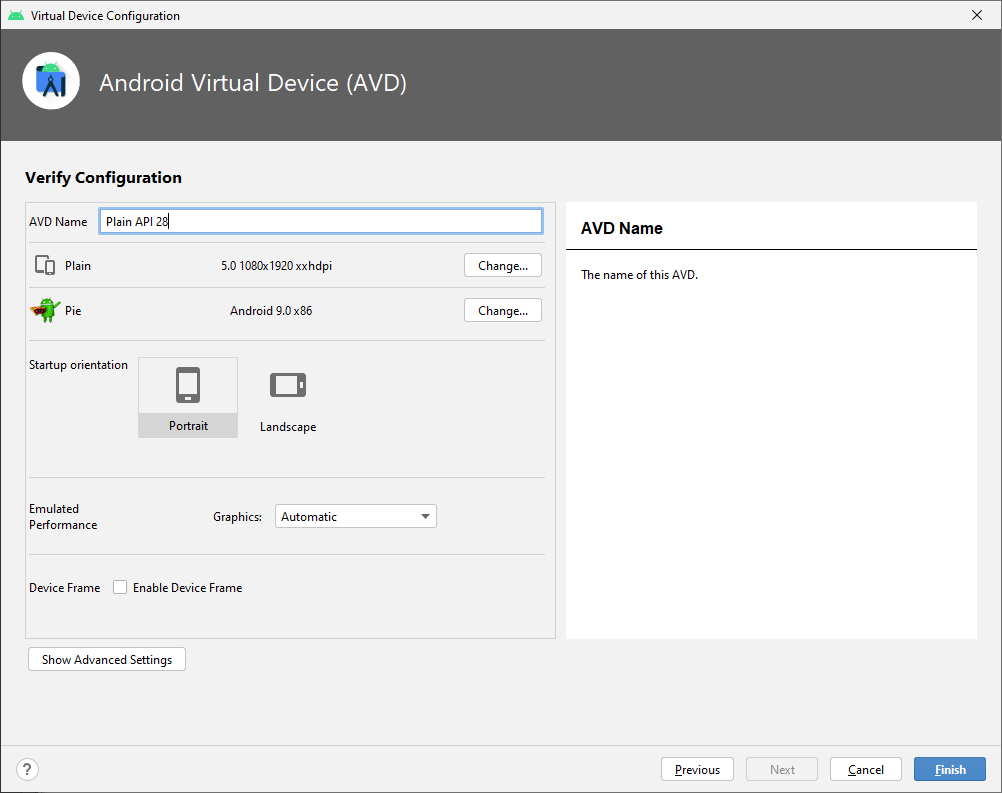 Virtual Device Configuration
Android Virtual Device (AVD)
Verify Configuration
AVD Name Plain API 28
Plain 5.0 1080x1920 xxhdpi Change...
Pie Android 9.0 x86 Change...
Startup orientation
Portrait
Landscape
Emulated
Performance
Graphics: Automatic
Device Frame Enable Device Frame
Show Advanced Settings
AVD Name
The name of this AVD.
?
Previous
Next
Cancel
Finish